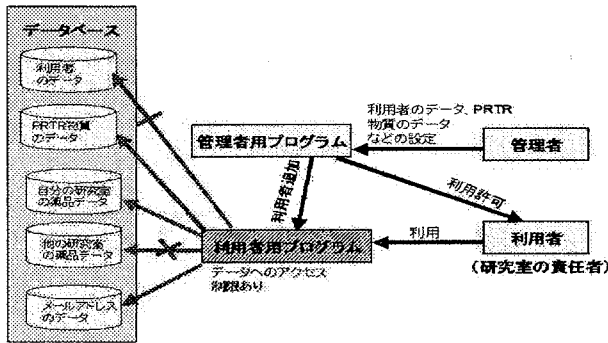 データベース
利用者
のデータ
PRTR物質
のデータ
自分の研究室
の薬品データ
他の研究室
の薬品データ
メールアドレス
のデータ
利用者のデータ、PRTR
物質のデータ
などの設定
管理者用プログラム
管理者
利用者追加
利用許可
利用者用プログラム
利用
利用者
(研究室の責任者)
データへのアクセス
制限あり